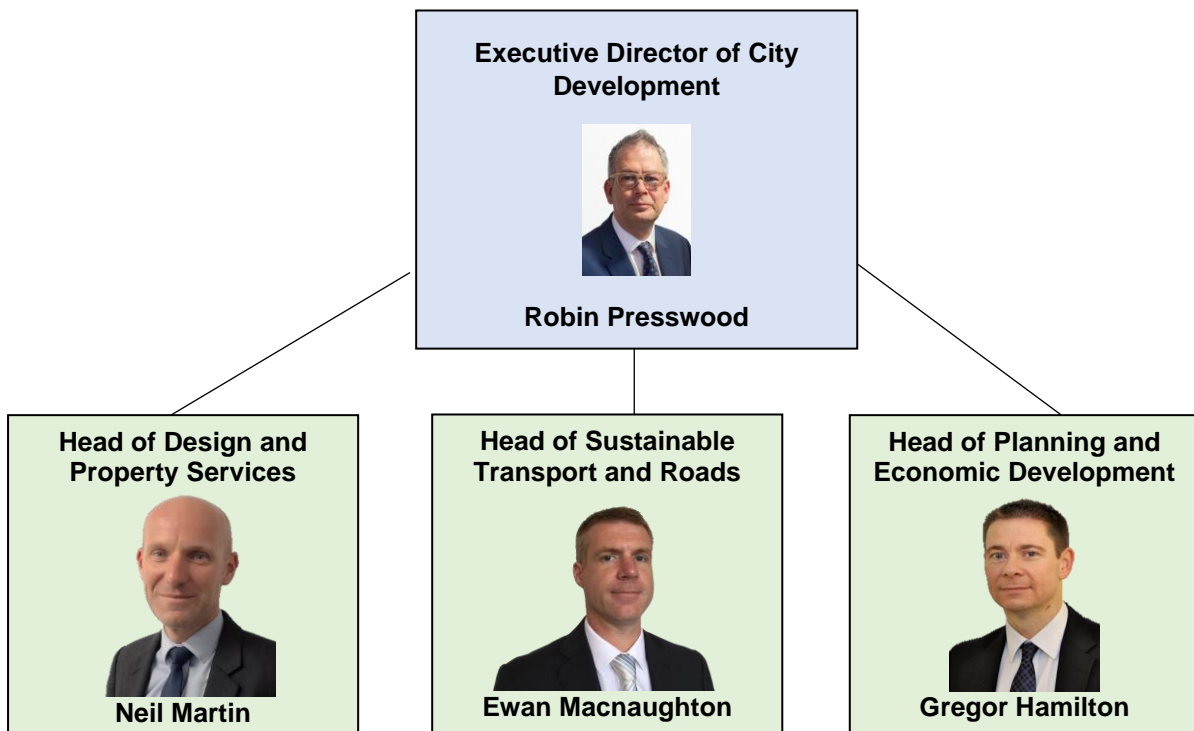 Executive Director of City
Development
Robin Presswood
Head of Design and
Property Services
Neil Martin
Head of Sustainable
Transport and Roads
Ewan Macnaughton
Head of Planning and
Economic Development
Gregor Hamilton